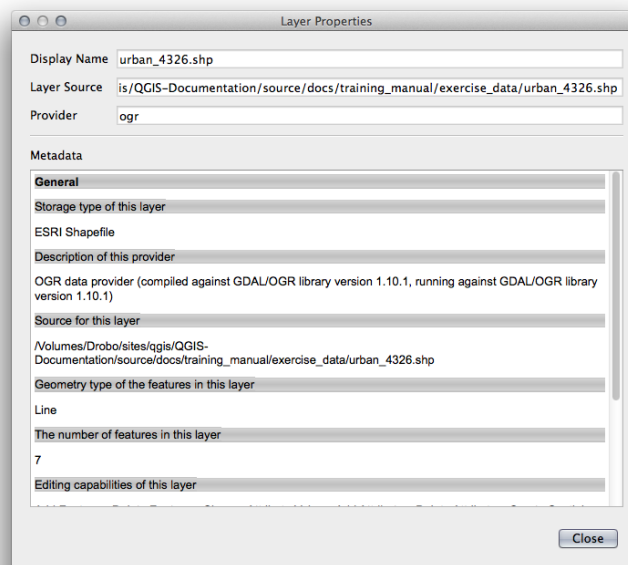 Layer Properties
Display Name urban_4326.shp
Layer Source is/QGIS-Documentation/source/docs/training_manual/exercise_data/urban_4326.shp
Provider ogr
Metadata
General
Storage type of this layer
ESRI Shapefile
Description of this provider
OGR data provider (compiled against GDAL/OGR library version 1.10.1, running against GDAL/OGR library
version 1.10.1)
Source for this layer
/Volumes/Drobo/sites/qgis/QGIS-
Documentation/source/docs/training_manual/exercise_data/urban_4326.shp
Geometry type of the features in this layer
Line
The number of features in this layer
7
Editing capabilities of this layer
Close